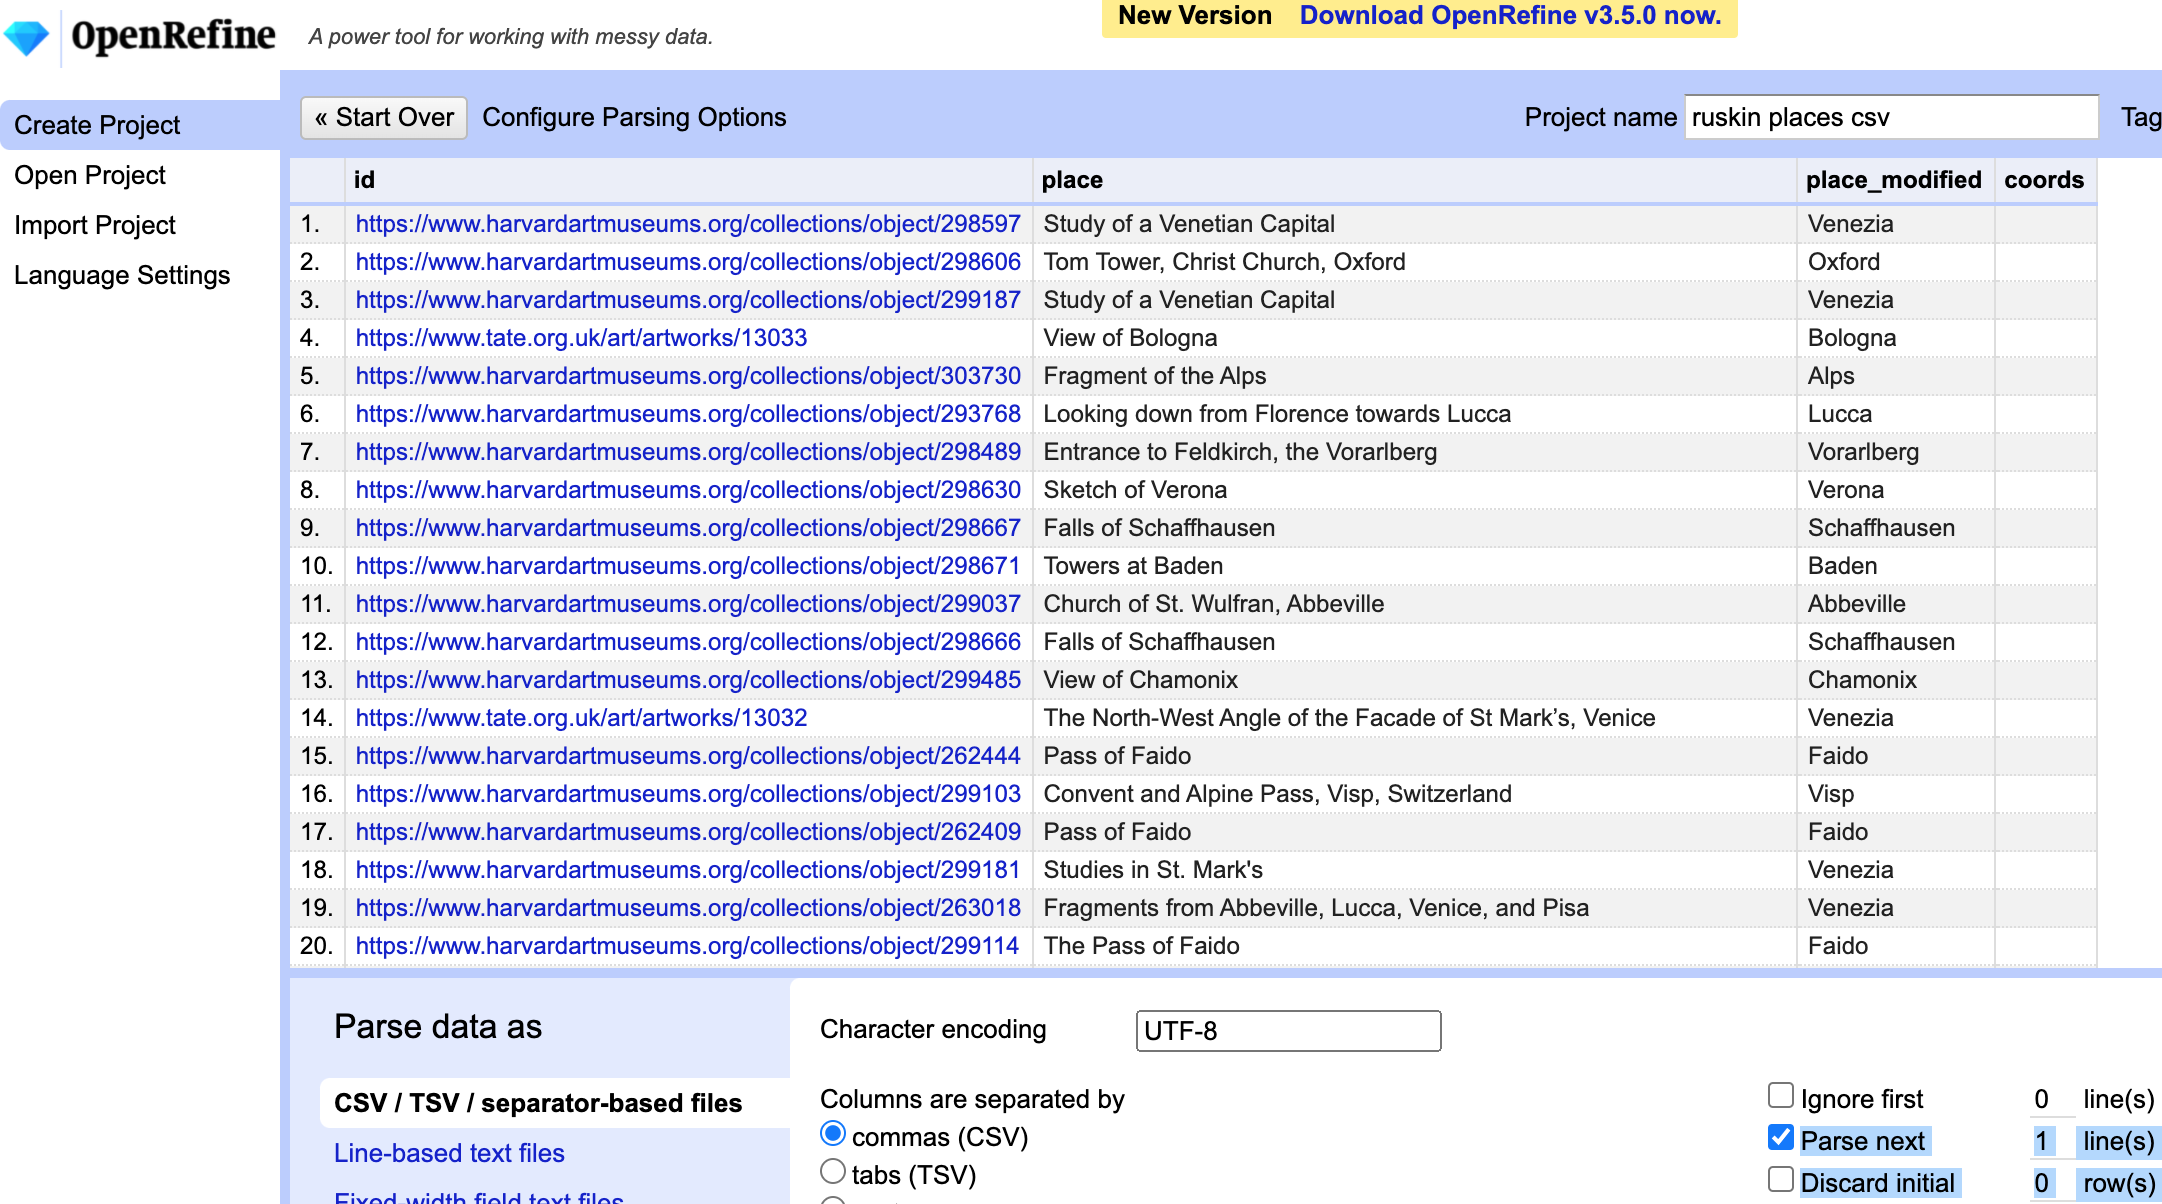 OpenRefine A power tool for working with messy data.
New Version Download OpenRefine v3.5.0 now.
Create Project
Open Project
Import Project
Language Settings
« Start Over Configure Parsing Options Project name ruskin places csv Tag
id place place_modified coords
1. https://www.harvardartmuseums.org/collections/object/298597 Study of a Venetian Capital Venezia
2. https://www.harvardartmuseums.org/collections/object/298606 Tom Tower, Christ Church, Oxford Oxford
3. https://www.harvardartmuseums.org/collections/object/299187 Study of a Venetian Capital Venezia
4. https://www.tate.org.uk/art/artworks/13033 View of Bologna Bologna
5. https://www.harvardartmuseums.org/collections/object/303730 Fragment of the Alps Alps
6. https://www.harvardartmuseums.org/collections/object/293768 Looking down from Florence towards Lucca Lucca
7. https://www.harvardartmuseums.org/collections/object/298489 Entrance to Feldkirch, the Vorarlberg Vorarlberg
8. https://www.harvardartmuseums.org/collections/object/298630 Sketch of Verona Verona
9. https://www.harvardartmuseums.org/collections/object/298667 Falls of Schaffhausen Schaffhausen
10. https://www.harvardartmuseums.org/collections/object/298671 Towers at Baden Baden
11. https://www.harvardartmuseums.org/collections/object/299037 Church of St. Wulfran, Abbeville Abbeville
12. https://www.harvardartmuseums.org/collections/object/298666 Falls of Schaffhausen Schaffhausen
13. https://www.harvardartmuseums.org/collections/object/299485 View of Chamonix Chamonix
14. https://www.tate.org.uk/art/artworks/13032 The North-West Angle of the Facade of St Mark’s, Venice Venezia
15. https://www.harvardartmuseums.org/collections/object/262444 Pass of Faido Faido
16. https://www.harvardartmuseums.org/collections/object/299103 Convent and Alpine Pass, Visp, Switzerland Visp
17. https://www.harvardartmuseums.org/collections/object/262409 Pass of Faido Faido
18. https://www.harvardartmuseums.org/collections/object/299181 Studies in St. Mark's Venezia
19. https://www.harvardartmuseums.org/collections/object/263018 Fragments from Abbeville, Lucca, Venice, and Pisa Venezia
20. https://www.harvardartmuseums.org/collections/object/299114 The Pass of Faido Faido
Parse data as
CSV / TSV / separator-based files
Line-based text files
Fixed-width field text files
Character encoding UTF-8
Columns are separated by
commas (CSV)
tabs (TSV)
Ignore first 0 line(s)
Parse next 1 line(s)
Discard initial 0 row(s)